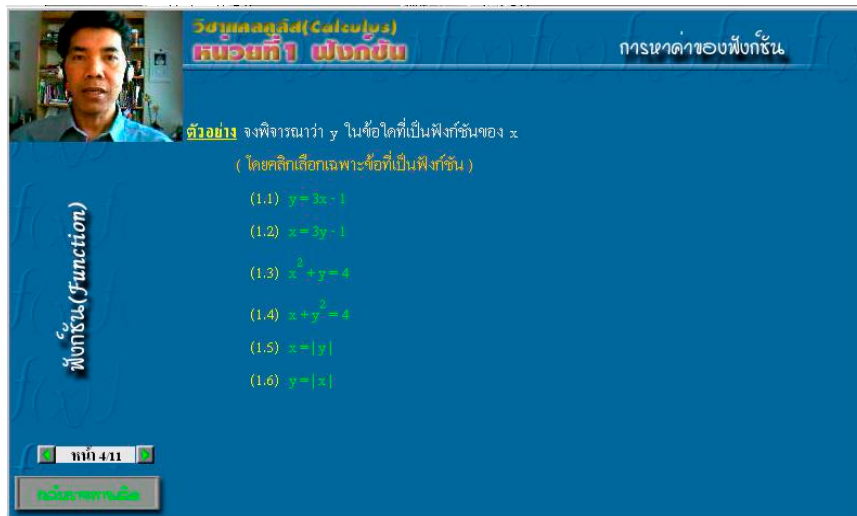 วิชาแคลคูลัส(Calculus)
หน่วยที่1 ฟังก์ชัน
การหาค่าของฟังก์ชัน
ตัวอย่าง จงพิจารณาว่า y ในข้อใดที่เป็นฟังก์ชันของ x
( โดยคลิกเลือกเฉพาะข้อที่เป็นฟังก์ชัน )
(1.1) y = 3x - 1
(1.2) x = 3y - 1
(1.3) x² + y = 4
(1.4) x + y² = 4
(1.5) x = | y |
(1.6) y = | x |
ฟังก์ชัน(Function)
หน้า 4/11